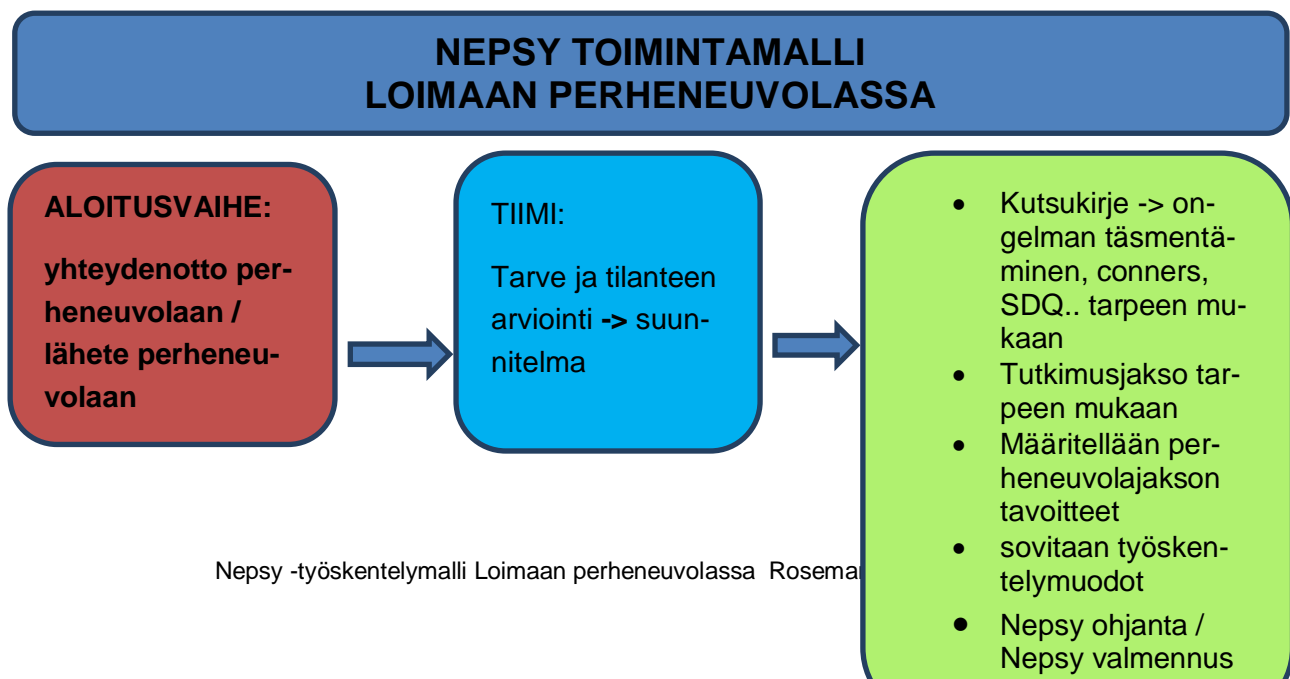 NEPSY TOIMINTAMALLI
LOIMAAN PERHENEUVOLASSA
ALOITUSVAIHE:
yhteydenotto per-
heneuvolaan /
lähete perheneu-
volaan
TIIMI:
Tarve ja tilanteen
arviointi -> suun-
nitelma
• Kutsukirje -> on-
gelman täsmentä-
minen, conners,
SDQ.. tarpeen mu-
kaan
• Tutkimusjakso tar-
peen mukaan
• Määritellään per-
heneuvolajakson
tavoitteet
• sovitaan työsken-
telymuodot
• Nepsy ohjanta /
Nepsy valmennus
Nepsy -työskentelymalli Loimaan perheneuvolassa